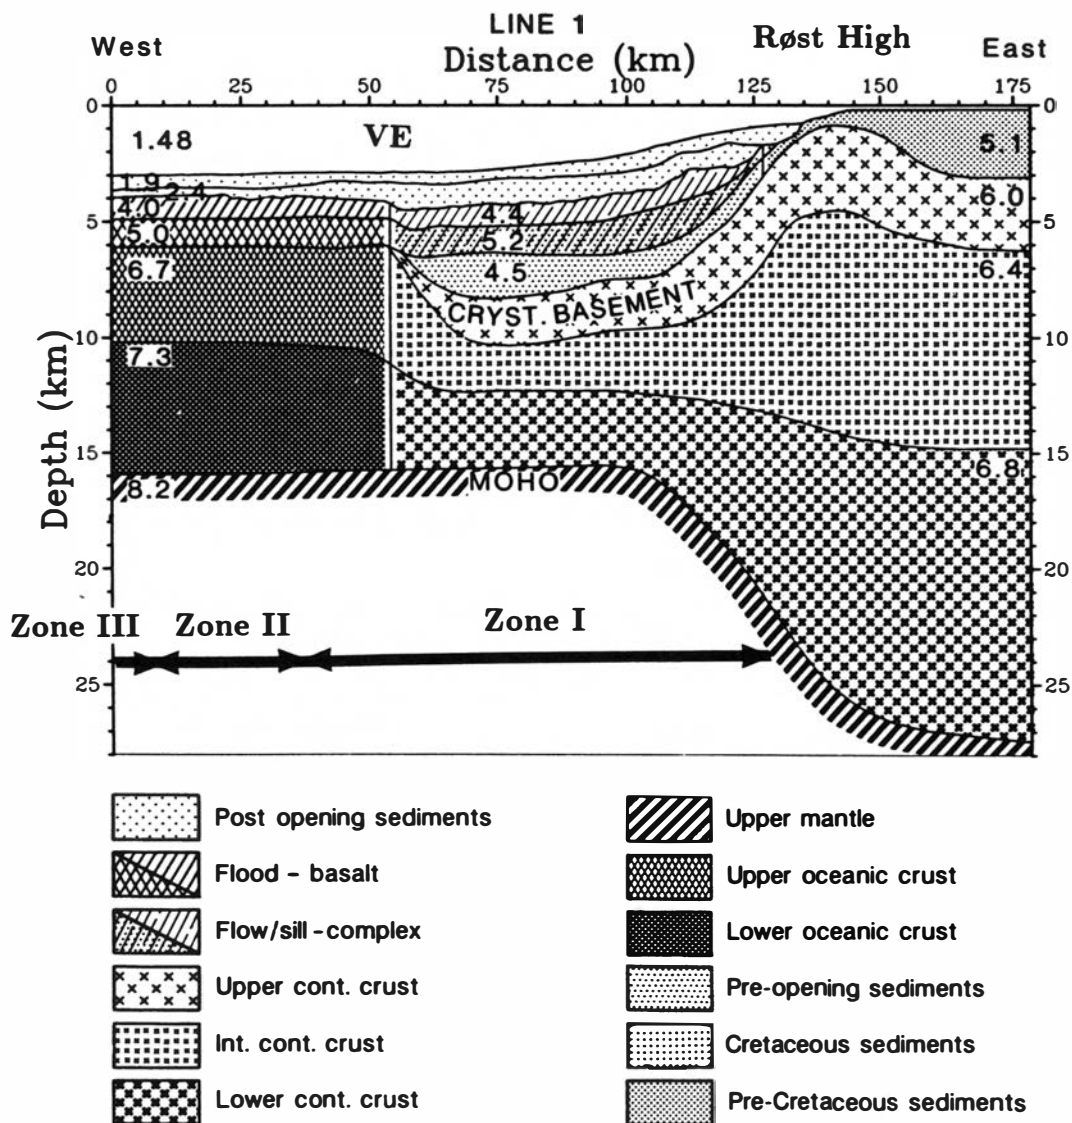 LINE 1
West
Røst High
East
Distance (km)
0 25 50 75 100 125 150 175
0 0
1.48
VE
5.1
1.9
2.4
6.0
4.0
4.4
5 5
5.0
5.2
6.7
4.5
6.4
CRYST. BASEMENT
10 10
7.3
Depth (km)
15 15
6.8
8.2
MOHO
20 20
Zone III
Zone II
Zone I
25 25
Post opening sediments
Upper mantle
Flood - basalt
Upper oceanic crust
Flow/sill-complex
Lower oceanic crust
Upper cont. crust
Pre-opening sediments
Int. cont. crust
Cretaceous sediments
Lower cont. crust
Pre-Cretaceous sediments